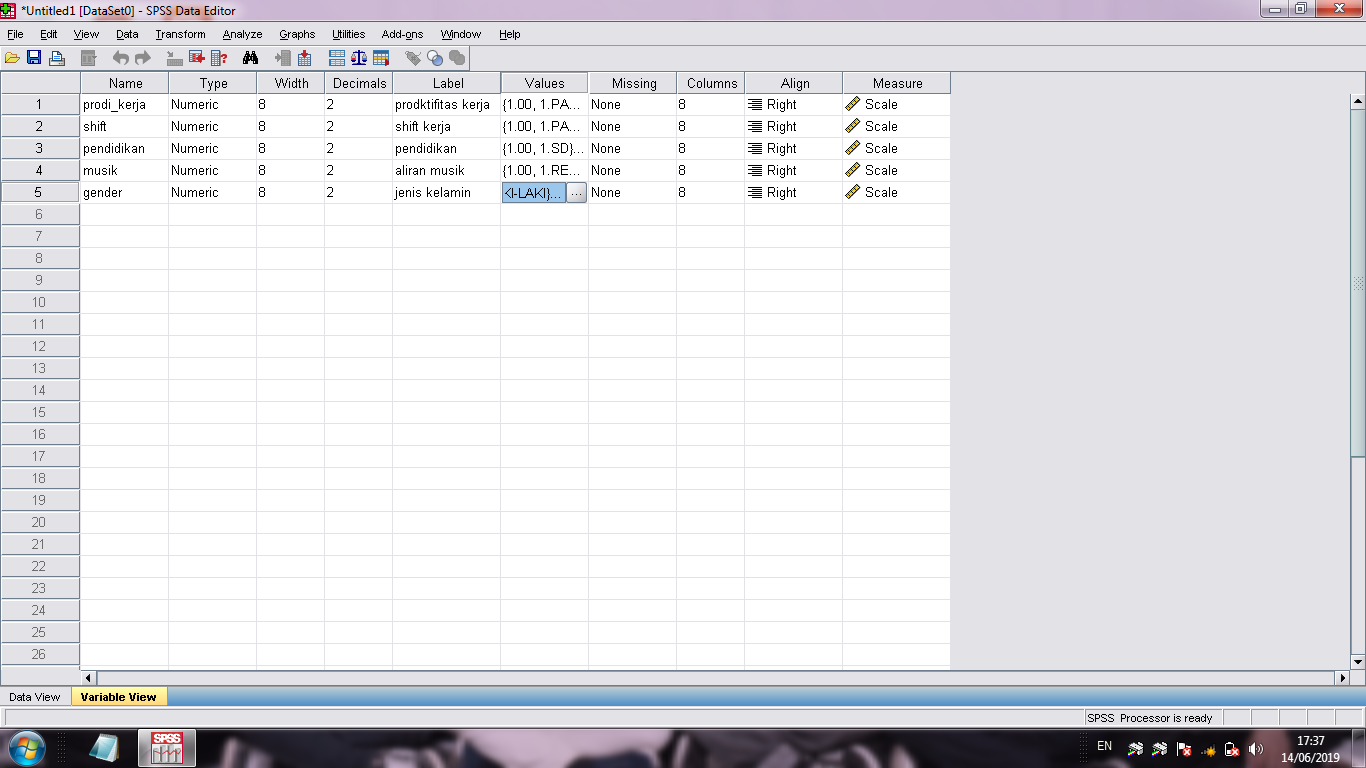 *Untitled1 [DataSet0] - SPSS Data Editor
File Edit View Data Transform Analyze Graphs Utilities Add-ons Window Help
Name Type Width Decimals Label Values Missing Columns Align Measure
1 prodi_kerja Numeric 8 2 prodktifitas kerja {1.00, 1.PA... None 8 Right Scale
2 shift Numeric 8 2 shift kerja {1.00, 1.PA... None 8 Right Scale
3 pendidikan Numeric 8 2 pendidikan {1.00, 1.SD}... None 8 Right Scale
4 musik Numeric 8 2 aliran musik {1.00, 1.RE... None 8 Right Scale
5 gender Numeric 8 2 jenis kelamin KI-LAKI}... ... None 8 Right Scale
6
7
8
9
10
11
12
13
14
15
16
17
18
19
20
21
22
23
24
25
26
Data View Variable View
SPSS Processor is ready
SPSS
EN
17:37
14/06/2019